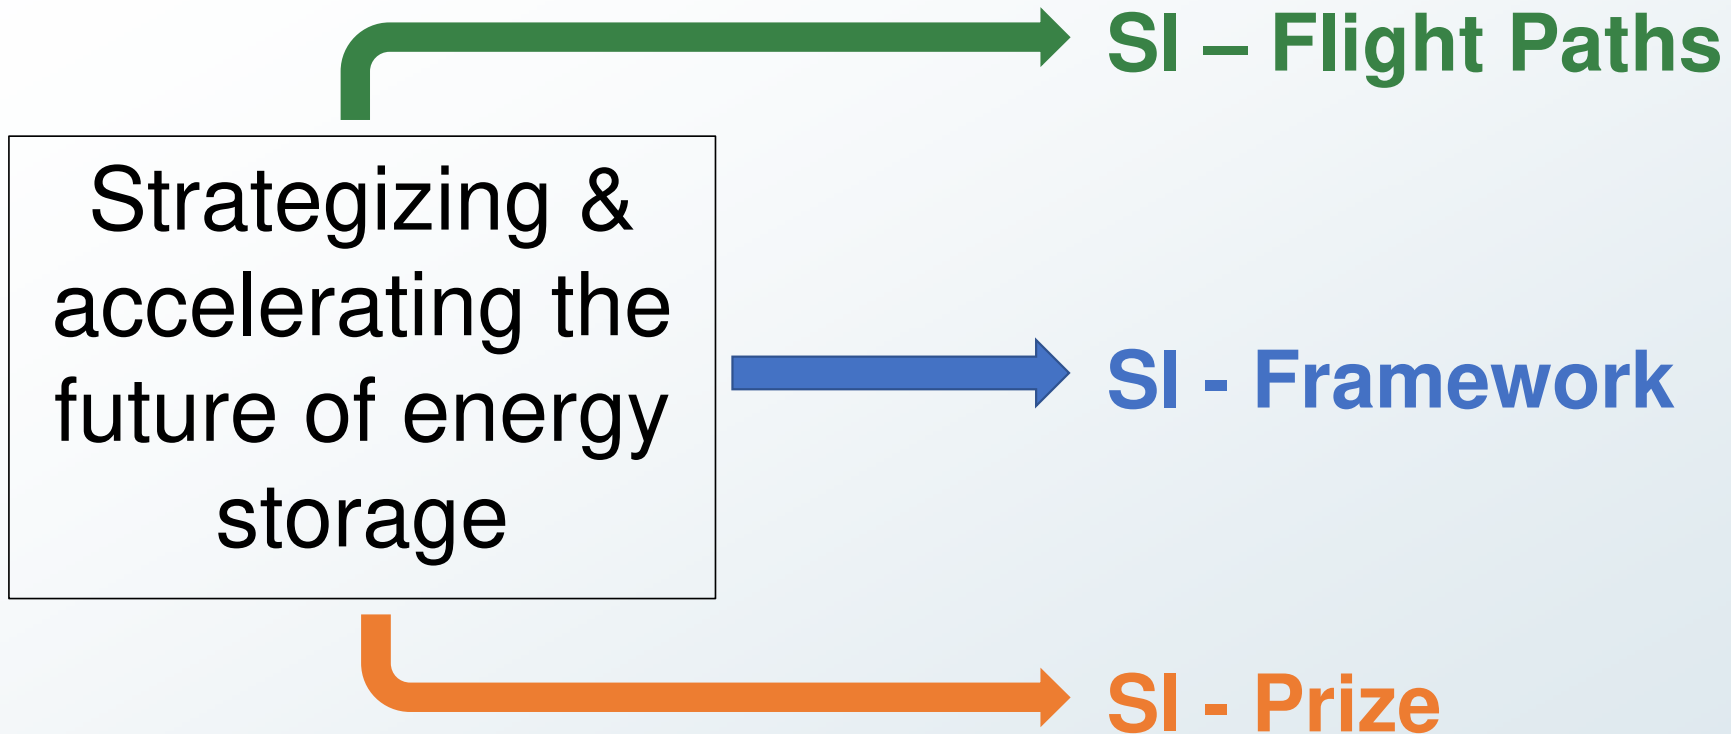 SI – Flight Paths
Strategizing &
accelerating the
future of energy
storage
SI - Framework
SI - Prize